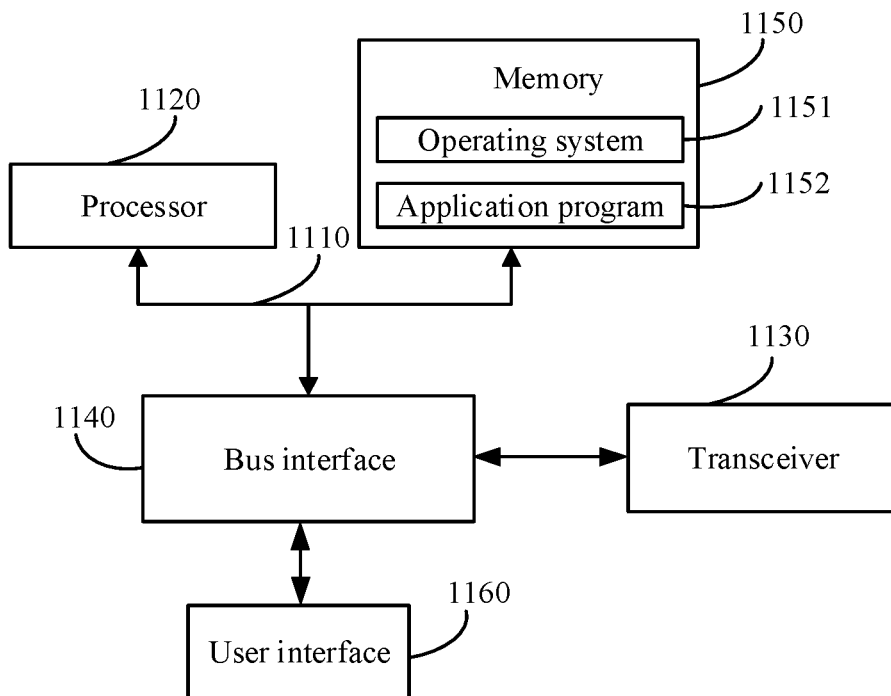 1150
Memory
1151
1120
Operating system
1152
Processor
Application program
1110
1130
1140
Bus interface
Transceiver
1160
User interface